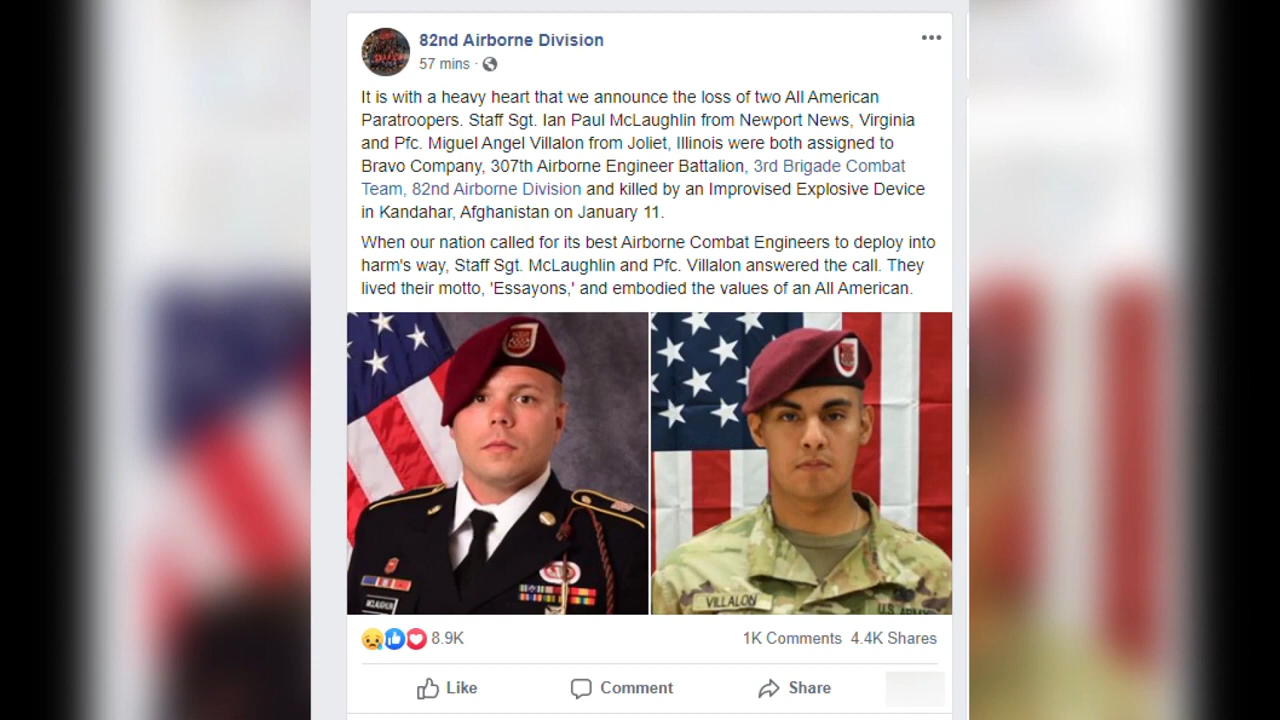 82nd Airborne Division
57 mins ·
It is with a heavy heart that we announce the loss of two All American
Paratroopers. Staff Sgt. Ian Paul McLaughlin from Newport News, Virginia
and Pfc. Miguel Angel Villalon from Joliet, Illinois were both assigned to
Bravo Company, 307th Airborne Engineer Battalion, 3rd Brigade Combat
Team, 82nd Airborne Division and killed by an Improvised Explosive Device
in Kandahar, Afghanistan on January 11.
When our nation called for its best Airborne Combat Engineers to deploy into
harm's way, Staff Sgt. McLaughlin and Pfc. Villalon answered the call. They
lived their motto, 'Essayons,' and embodied the values of an All American.
MCLAUGHLIN
VILLALON
U.S. ARMY
8.9K
1K Comments 4.4K Shares
Like
Comment
Share